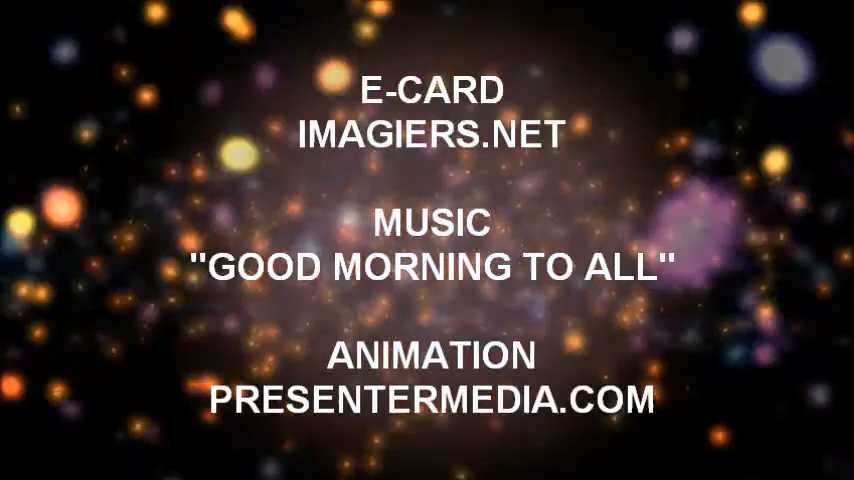 E-CARD
IMAGIERS.NET
MUSIC
"GOOD MORNING TO ALL"
ANIMATION
PRESENTERMEDIA.COM